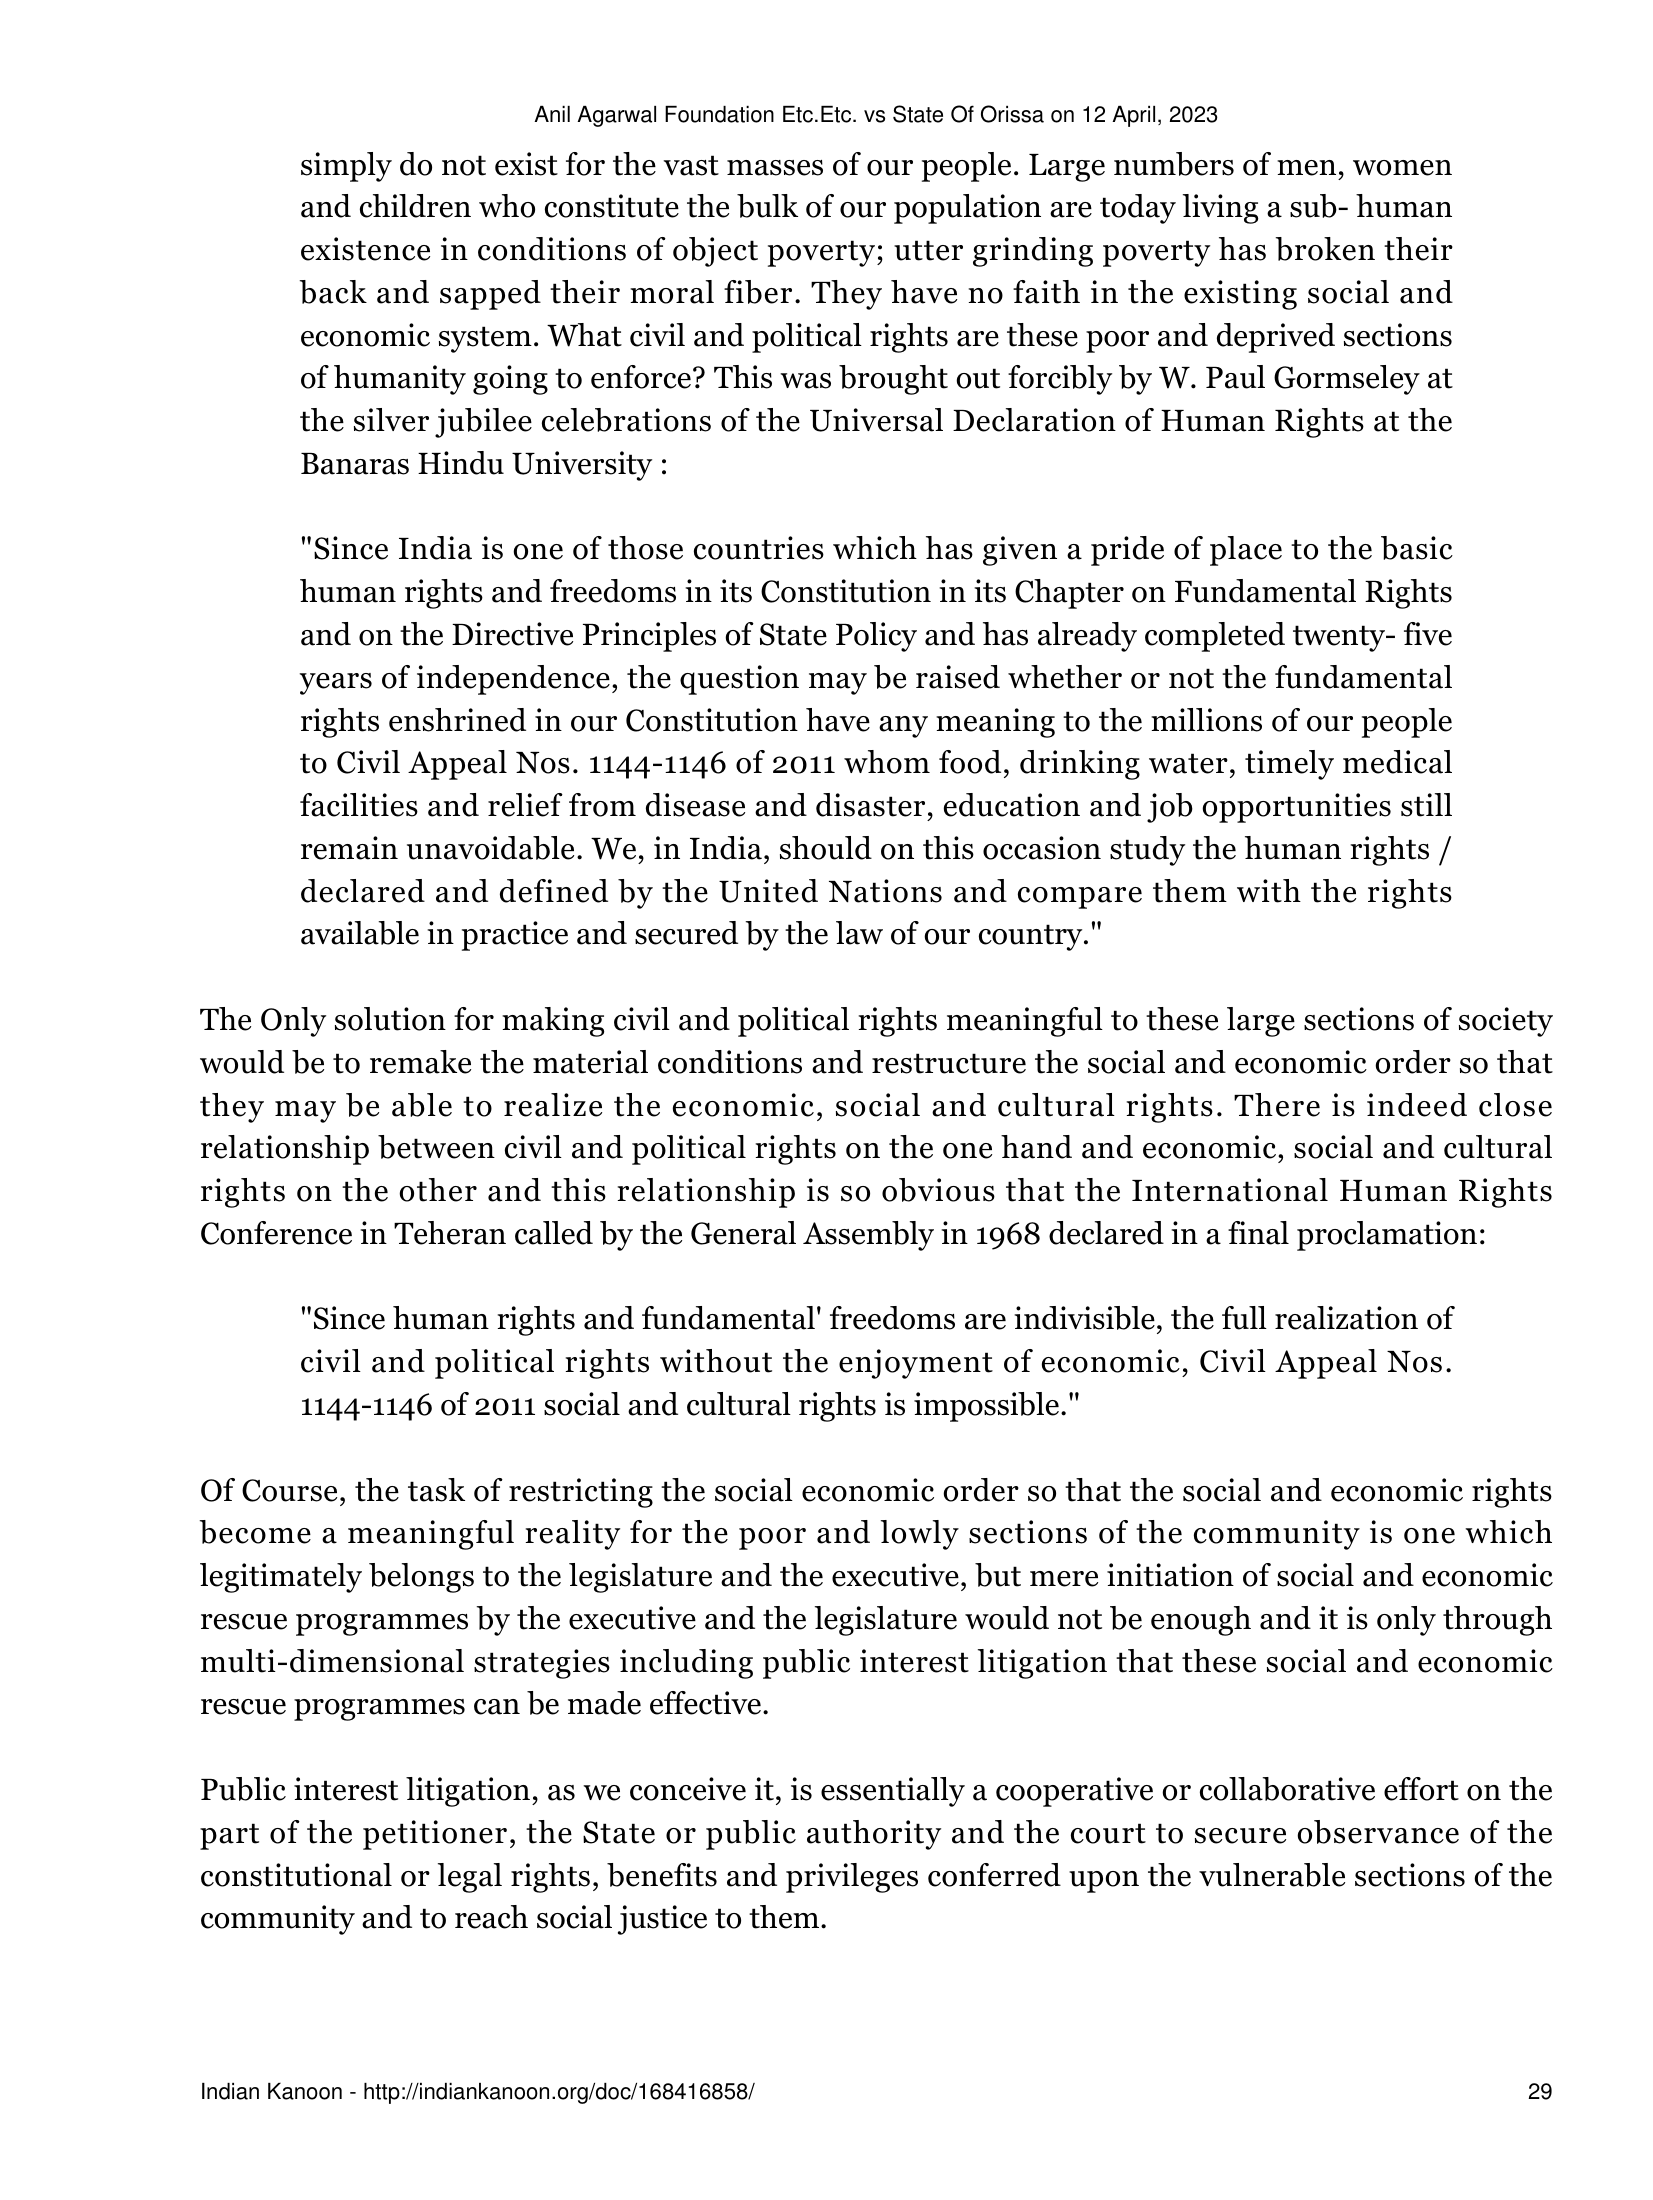 Anil Agarwal Foundation Etc.Etc. vs State Of Orissa on 12 April, 2023
simply do not exist for the vast masses of our people. Large numbers of men, women
and children who constitute the bulk of our population are today living a sub- human
existence in conditions of object poverty; utter grinding poverty has broken their
back and sapped their moral fiber. They have no faith in the existing social and
economic system. What civil and political rights are these poor and deprived sections
of humanity going to enforce? This was brought out forcibly by W. Paul Gormseley at
the silver jubilee celebrations of the Universal Declaration of Human Rights at the
Banaras Hindu University :
"Since India is one of those countries which has given a pride of place to the basic
human rights and freedoms in its Constitution in its Chapter on Fundamental Rights
and on the Directive Principles of State Policy and has already completed twenty- five
years of independence, the question may be raised whether or not the fundamental
rights enshrined in our Constitution have any meaning to the millions of our people
to Civil Appeal Nos. 1144-1146 of 2011 whom food, drinking water, timely medical
facilities and relief from disease and disaster, education and job opportunities still
remain unavoidable. We, in India, should on this occasion study the human rights /
declared and defined by the United Nations and compare them with the rights
available in practice and secured by the law of our country."
The Only solution for making civil and political rights meaningful to these large sections of society
would be to remake the material conditions and restructure the social and economic order so that
they may be able to realize the economic, social and cultural rights. There is indeed close
relationship between civil and political rights on the one hand and economic, social and cultural
rights on the other and this relationship is so obvious that the International Human Rights
Conference in Teheran called by the General Assembly in 1968 declared in a final proclamation:
"Since human rights and fundamental' freedoms are indivisible, the full realization of
civil and political rights without the enjoyment of economic, Civil Appeal Nos.
1144-1146 of 2011 social and cultural rights is impossible."
Of Course, the task of restricting the social economic order so that the social and economic rights
become a meaningful reality for the poor and lowly sections of the community is one which
legitimately belongs to the legislature and the executive, but mere initiation of social and economic
rescue programmes by the executive and the legislature would not be enough and it is only through
multi-dimensional strategies including public interest litigation that these social and economic
rescue programmes can be made effective.
Public interest litigation, as we conceive it, is essentially a cooperative or collaborative effort on the
part of the petitioner, the State or public authority and the court to secure observance of the
constitutional or legal rights, benefits and privileges conferred upon the vulnerable sections of the
community and to reach social justice to them.
Indian Kanoon - http://indiankanoon.org/doc/168416858/ 29